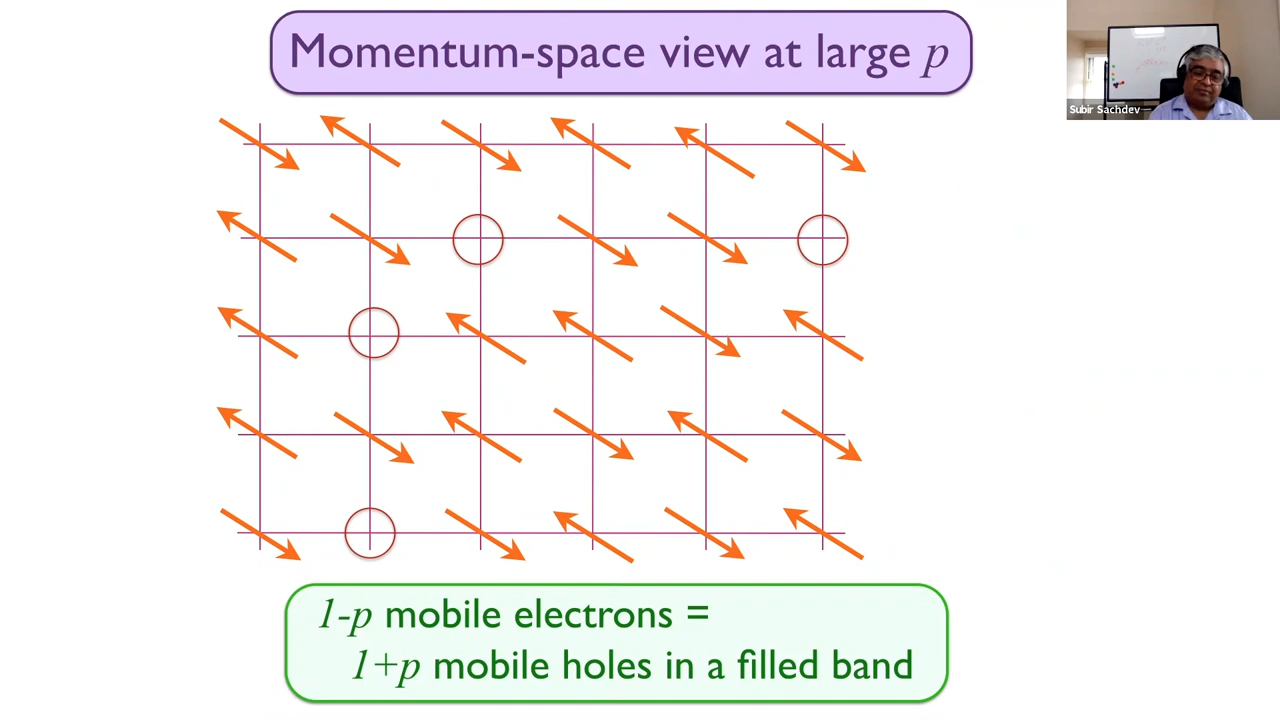 Momentum-space view at large p
Subir Sachdev
1-p mobile electrons =
1+p mobile holes in a filled band